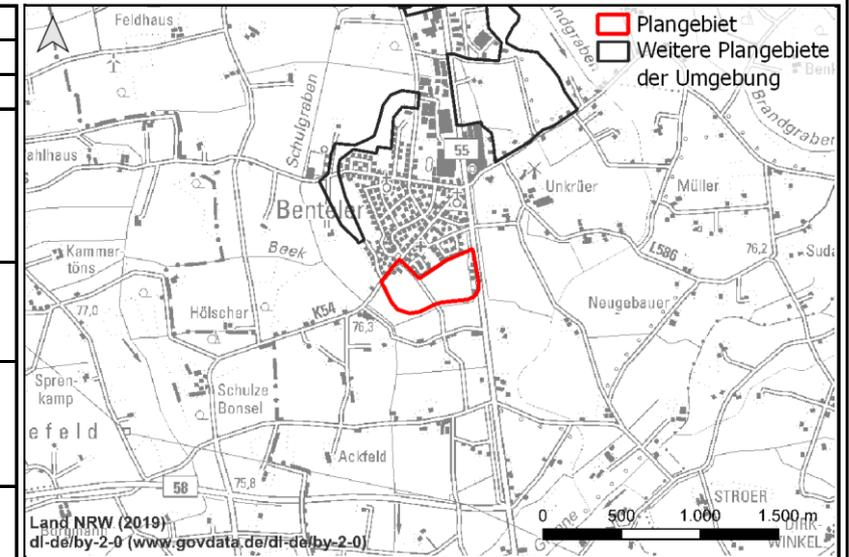 Feldhaus
Plangebiet
Weitere Plangebiete
der Umgebung
Brandgraben
Schulgraben
ahlhaus
55
Unkrüer
Müller
Benteler
Beek
L586
76,2
Kammer-
töns
77,0
Hölscher
K54
76,3
Neugebauer
Spren-
kamp
Schulze
Bonsel
efeld
Ackfeld
58
75,8
STROER
0 500 1.000 1.500 m
Land NRW (2019)
dl-de/by-2-0 (www.govdata.de/dl-de/by-2-0)
DIRK-
WINKEL